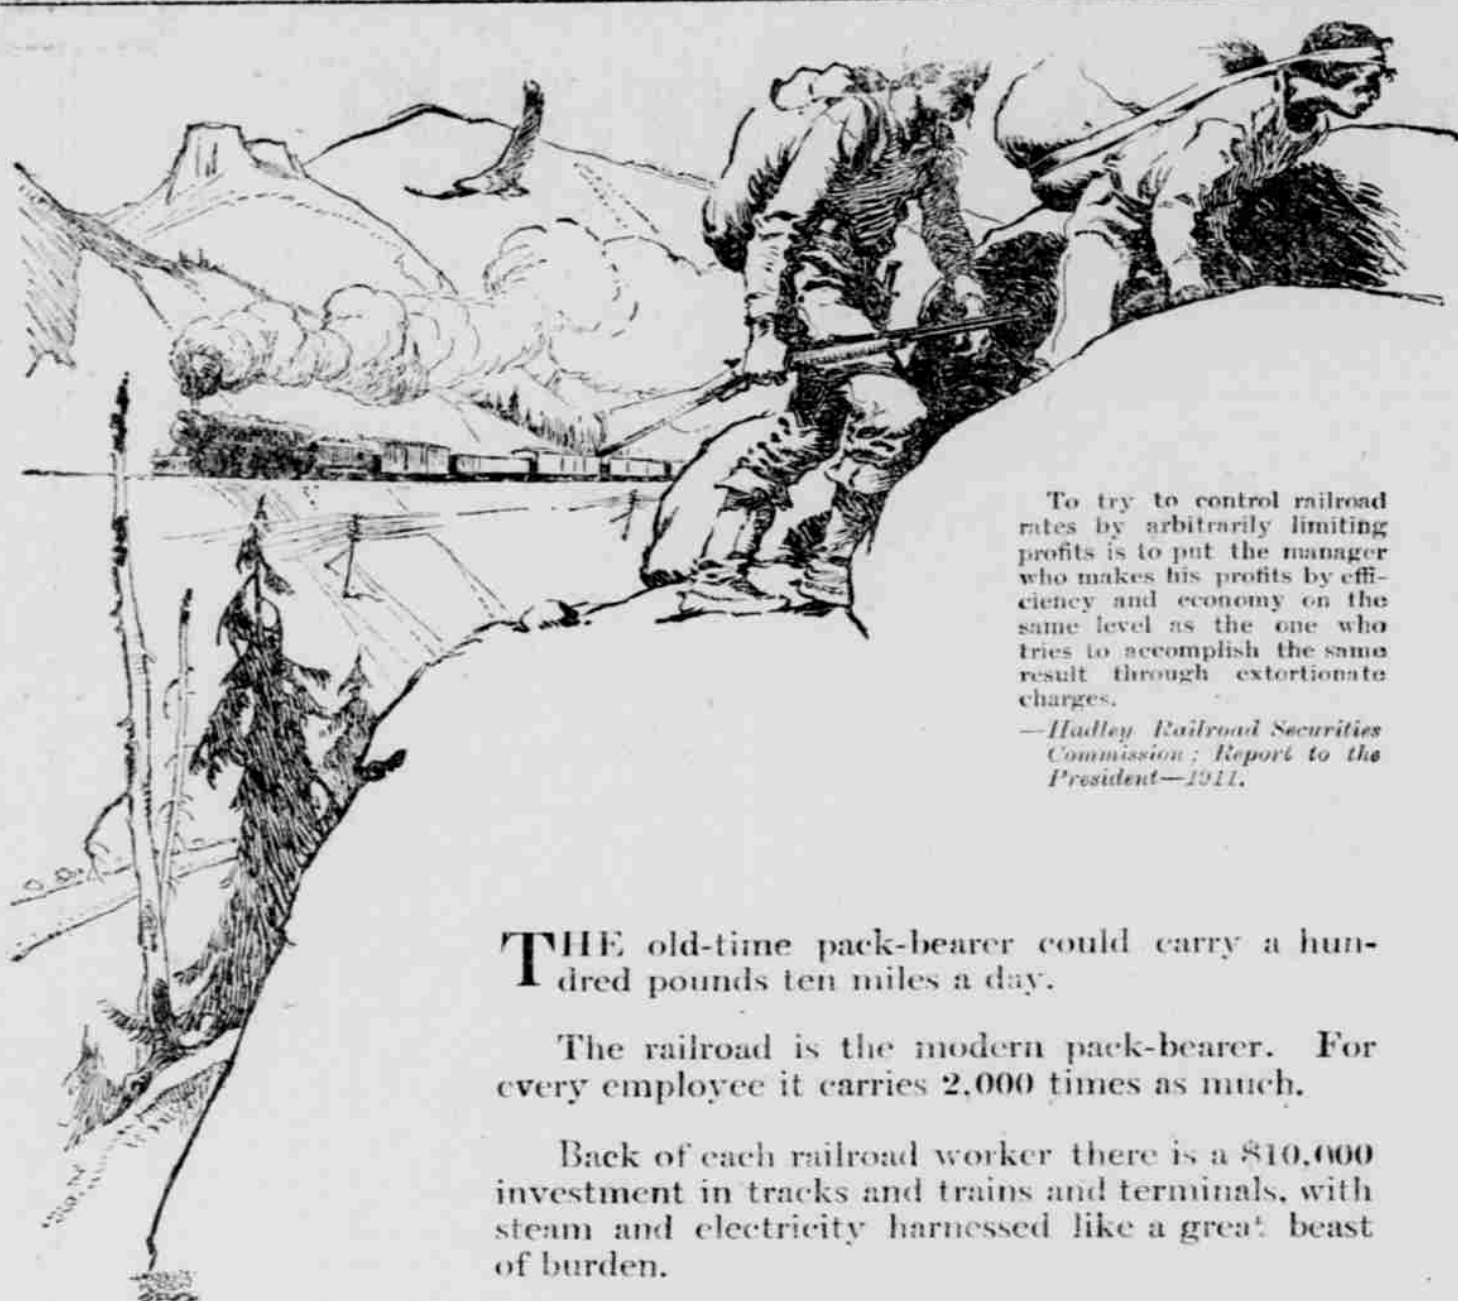 To try to control railroad
rates by arbitrarily limiting
profits is to put the manager
who makes his profits by effi-
ciency and economy on the
same level as the one who
tries to accomplish the same
result through extortionate
charges.
—Hadley Railroad Securities
Commission; Report to the
President—1911.
THE old-time pack-bearer could carry a hun-
dred pounds ten miles a day.
The railroad is the modern pack-bearer. For
every employee it carries 2,000 times as much.
Back of each railroad worker there is a $10,000
investment in tracks and trains and terminals, with
steam and electricity harnessed like a great beast
of burden.